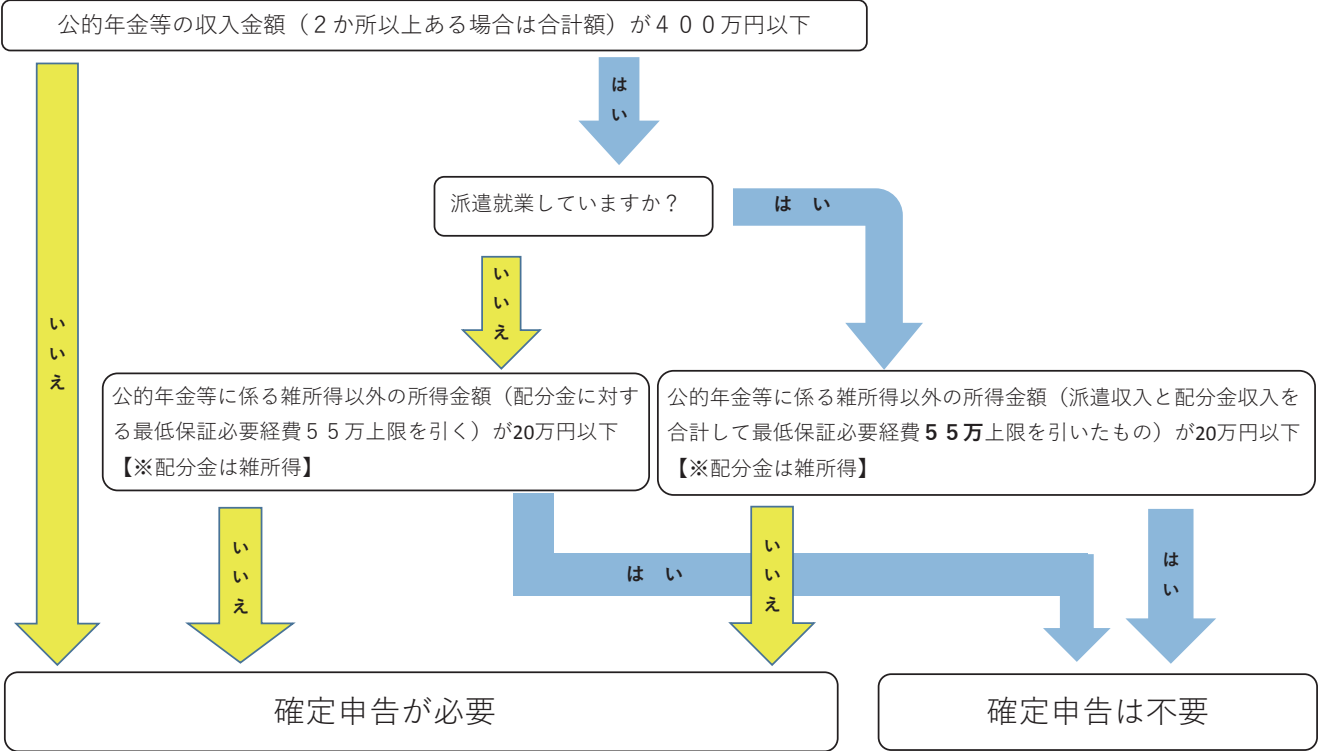 公的年金等の収入金額（２か所以上ある場合は合計額）が４００万円以下
はい
派遣就業していますか？
は　い
いいえ
いいえ
公的年金等に係る雑所得以外の所得金額（配分金に対す
る最低保証必要経費５５万上限を引く）が20万円以下
【※配分金は雑所得】
公的年金等に係る雑所得以外の所得金額（派遣収入と配分金収入を
合計して最低保証必要経費５５万上限を引いたもの）が20万円以下
【※配分金は雑所得】
いいえ
は　い
いいえ
はい
確定申告が必要
確定申告は不要